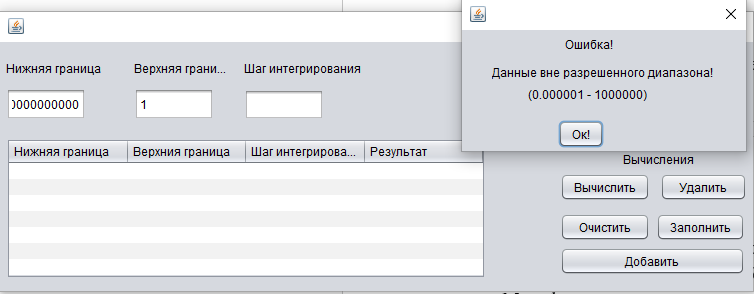 Ошибка!
Данные вне разрешенного диапазона!
(0.000001 - 1000000)
Ок!
Нижняя граница
Верхняя грани...
Шаг интегрирования
0000000000
1
Нижняя граница
Верхния граница
Шаг интегрирова...
Результат
Вычисления
Вычислить
Удалить
Очистить
Заполнить
Добавить